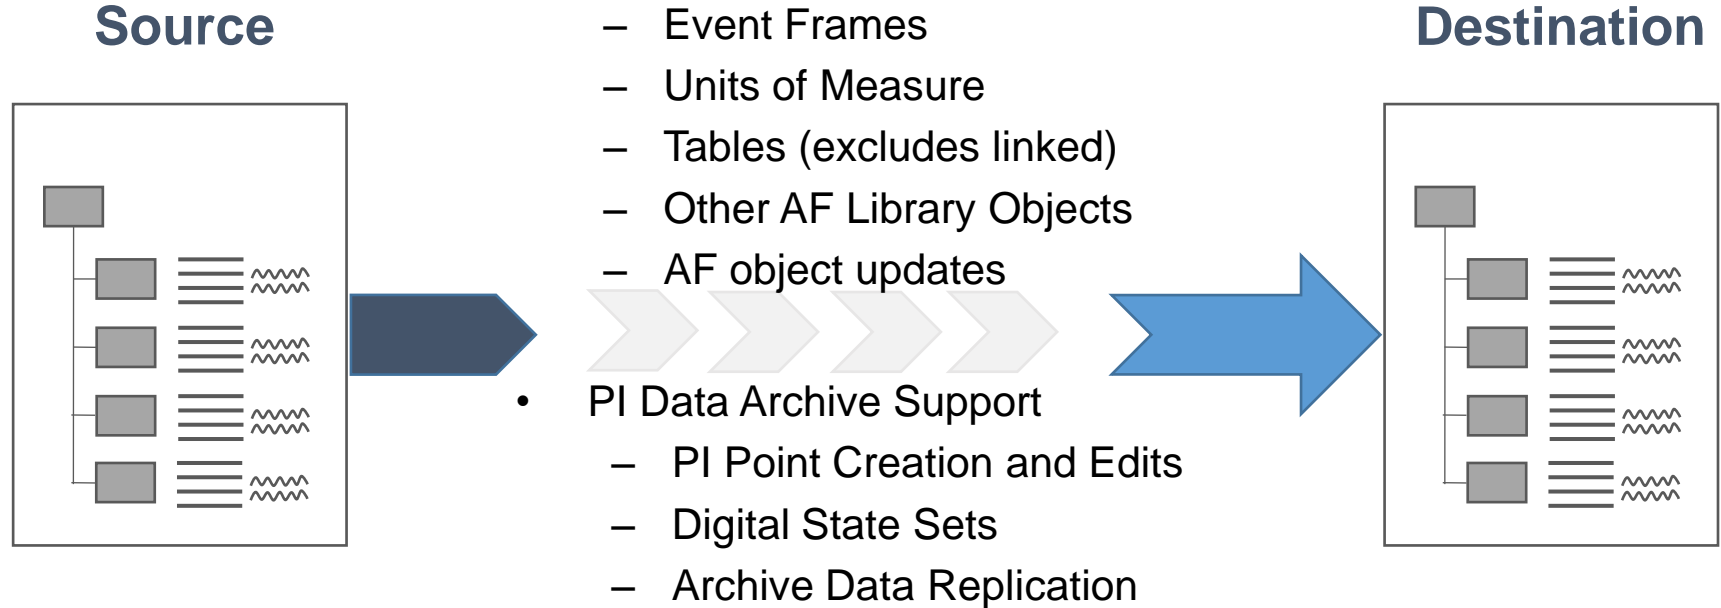 Source
– Event Frames
– Units of Measure
– Tables (excludes linked)
– Other AF Library Objects
– AF object updates
• PI Data Archive Support
– PI Point Creation and Edits
– Digital State Sets
– Archive Data Replication
Destination